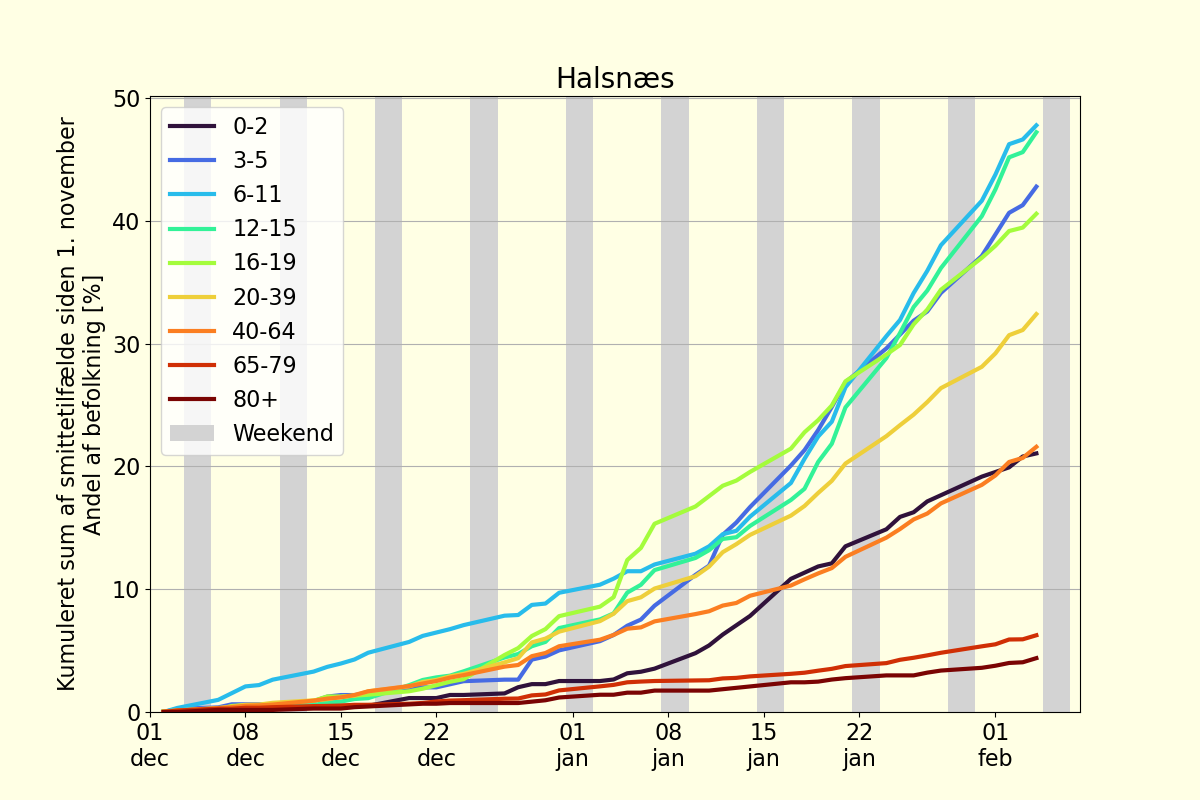 Halsnæs
Kumuleret sum af smittetilfælde siden 1. november
Andel af befolkning [%]
50
40
30
20
10
0
0-2
3-5
6-11
12-15
16-19
20-39
40-64
65-79
80+
Weekend
01 08 15 22 01 08 15 22 01
dec dec dec dec jan jan jan jan feb